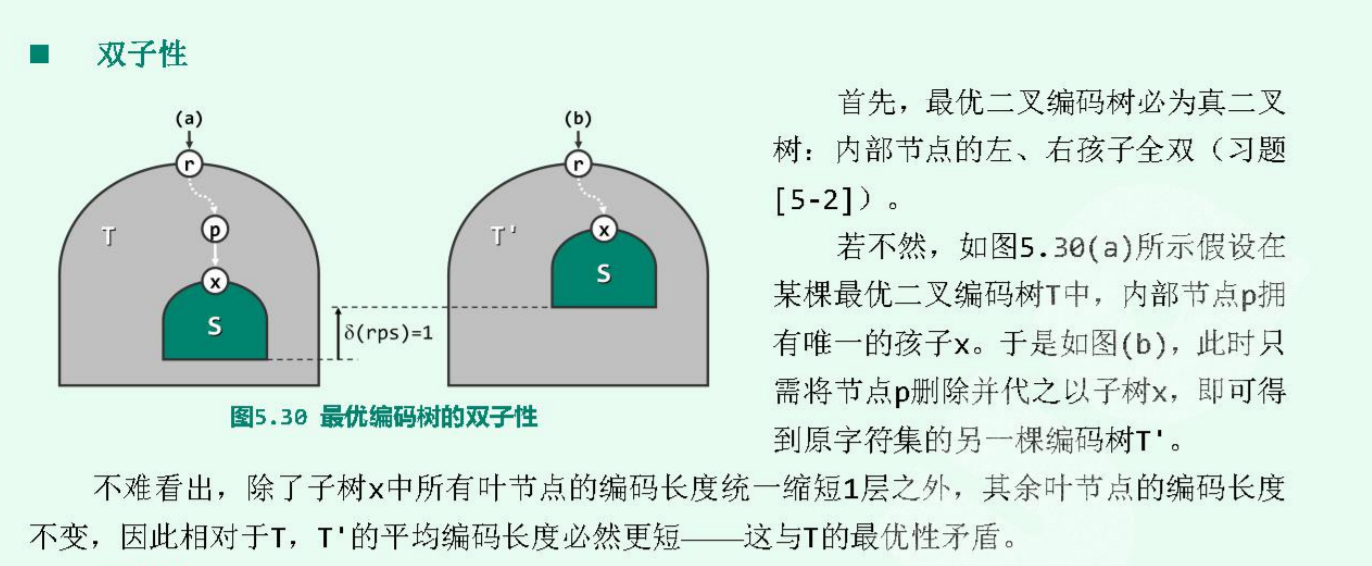 ■ 双子性
(a)
(b)
首先，最优二叉编码树必为真二叉
树：内部节点的左、右孩子全双（习题
[5-2]）。
若不然，如图5.30(a)所示假设在
某棵最优二叉编码树T中，内部节点p拥
有唯一的孩子x。于是如图(b)，此时只
需将节点p删除并代之以子树x，即可得
到原字符集的另一棵编码树T'。
r
T
p
x
S
r
T'
x
S
δ(rps)=1
图5.30 最优编码树的双子性
不难看出，除了子树x中所有叶节点的编码长度统一缩短1层之外，其余叶节点的编码长度
不变，因此相对于T，T'的平均编码长度必然更短——这与T的最优性矛盾。